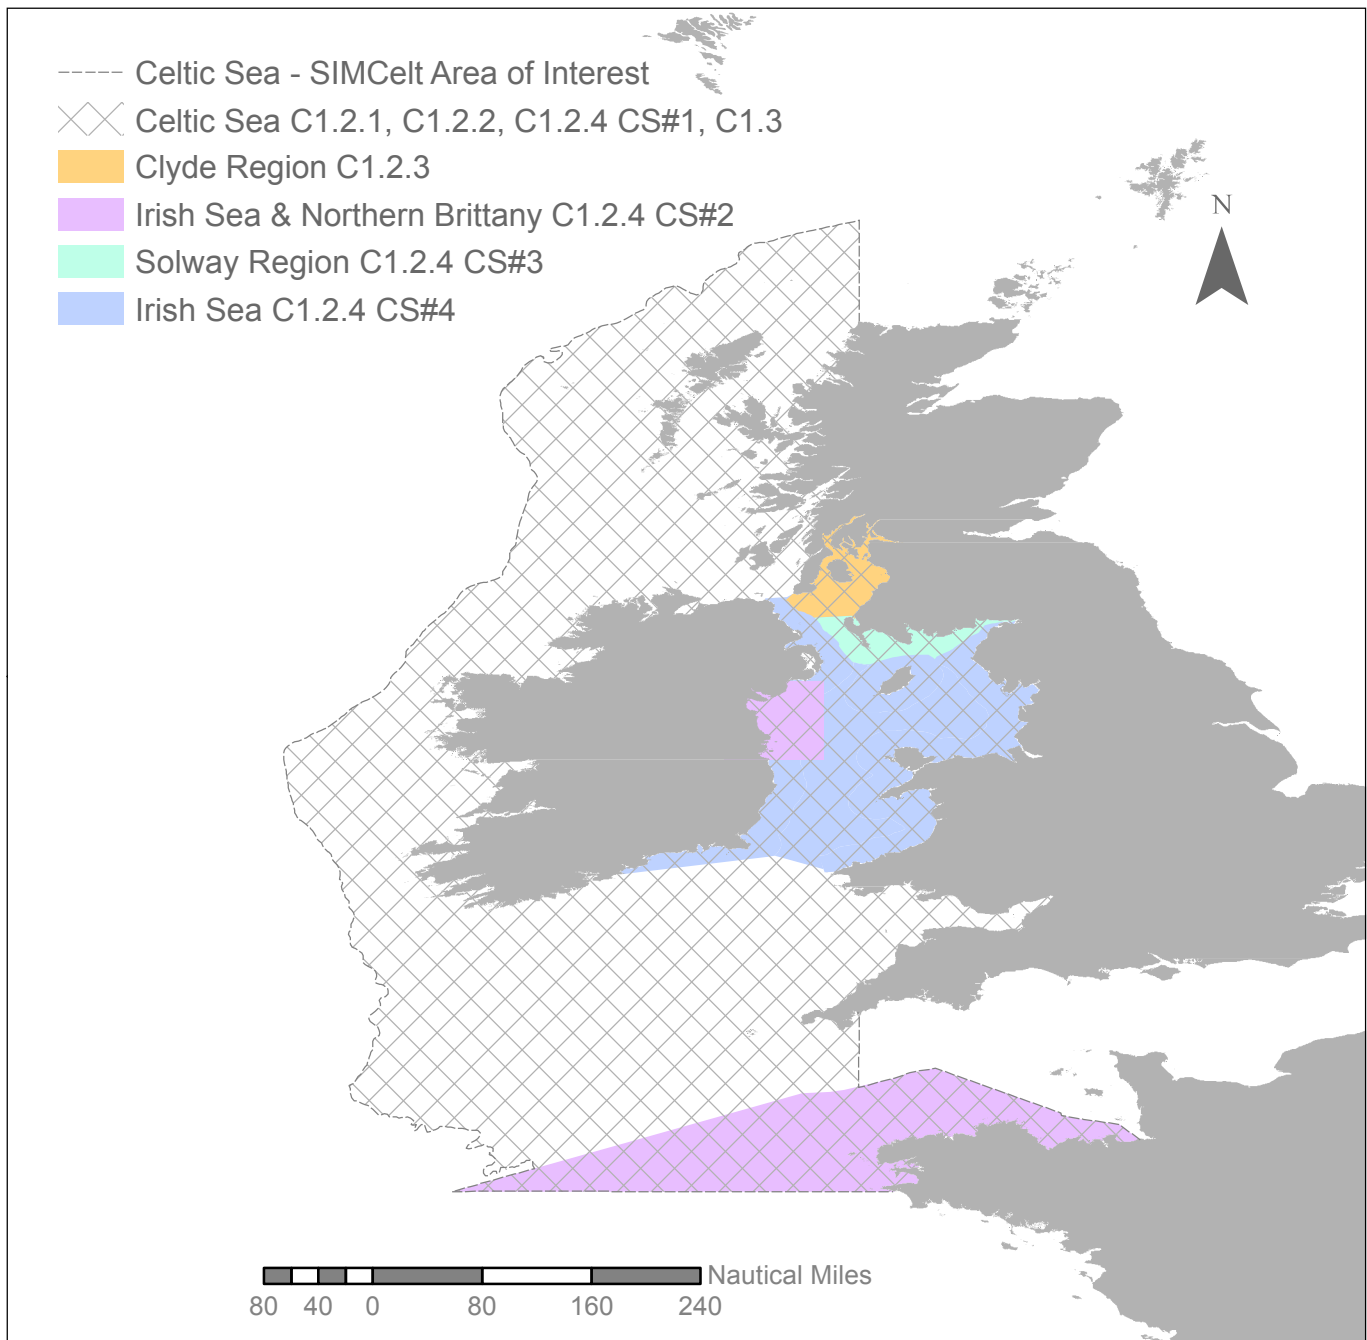 Celtic Sea - SIMCelt Area of Interest
Celtic Sea C1.2.1, C1.2.2, C1.2.4 CS#1, C1.3
Clyde Region C1.2.3
Irish Sea & Northern Brittany C1.2.4 CS#2
Solway Region C1.2.4 CS#3
Irish Sea C1.2.4 CS#4
N
Nautical Miles
80 40 0 80 160 240